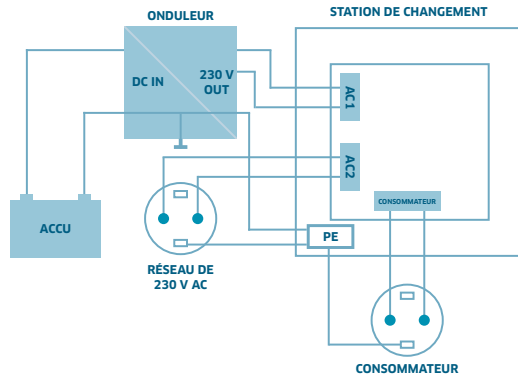 ONDULEUR
STATION DE CHANGEMENT
DC IN
230 V
OUT
AC1
AC2
CONSOMMATEUR
ACCU
PE
RÉSEAU DE
230 V AC
CONSOMMATEUR